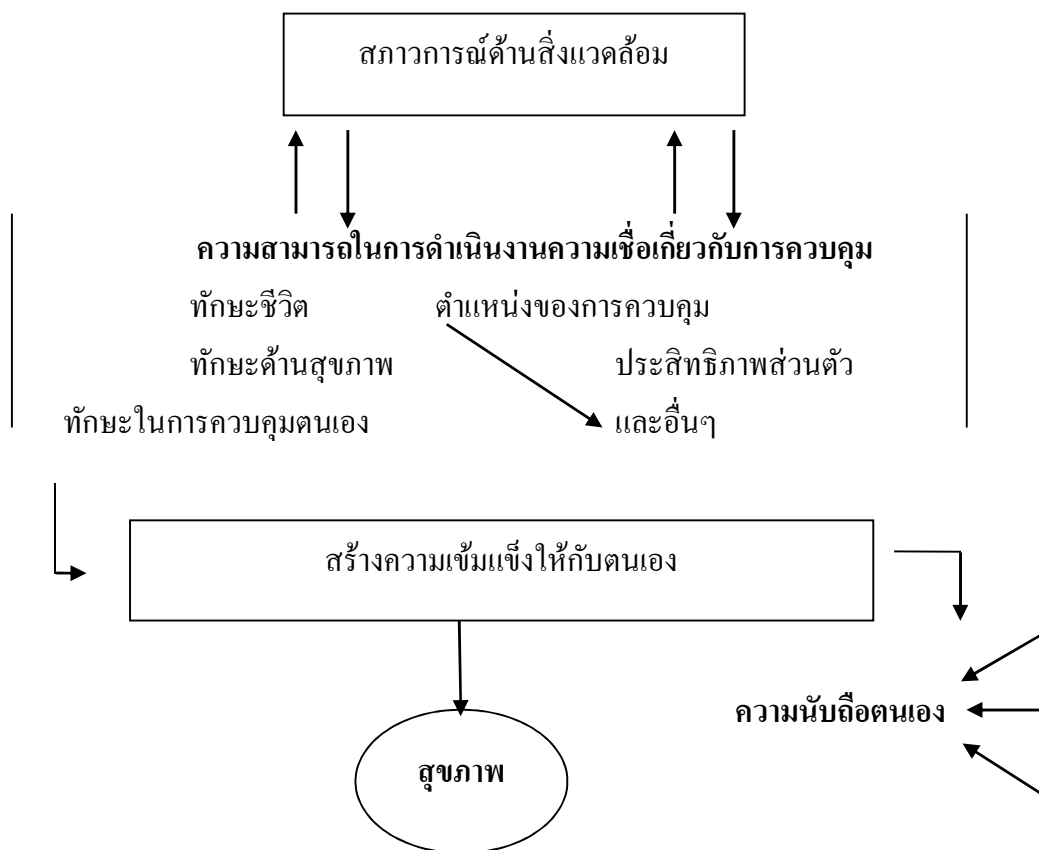 สภาวการณ์ด้านสิ่งแวดล้อม
ความสามารถในการดำเนินงานความเชื่อเกี่ยวกับการควบคุม
ทักษะชีวิต ตำแหน่งของการควบคุม
ทักษะด้านสุขภาพ ประสิทธิภาพส่วนตัว
ทักษะในการควบคุมตนเอง และอื่นๆ
สร้างความเข้มแข็งให้กับตนเอง
ความนับถือตนเอง
สุขภาพ